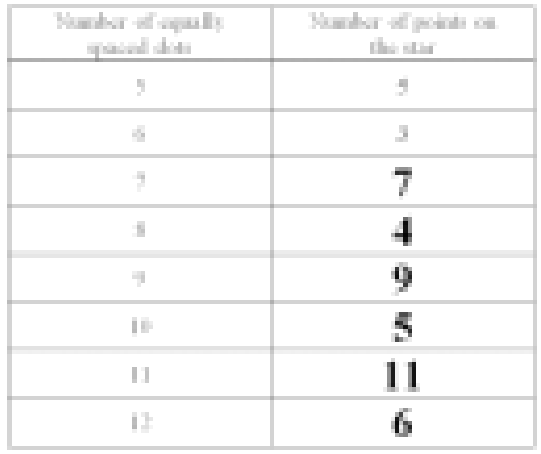 Number of equally
spaced dots
Number of points on
the star
5 5
6 3
7 7
8 4
9 9
10 5
11 11
12 6